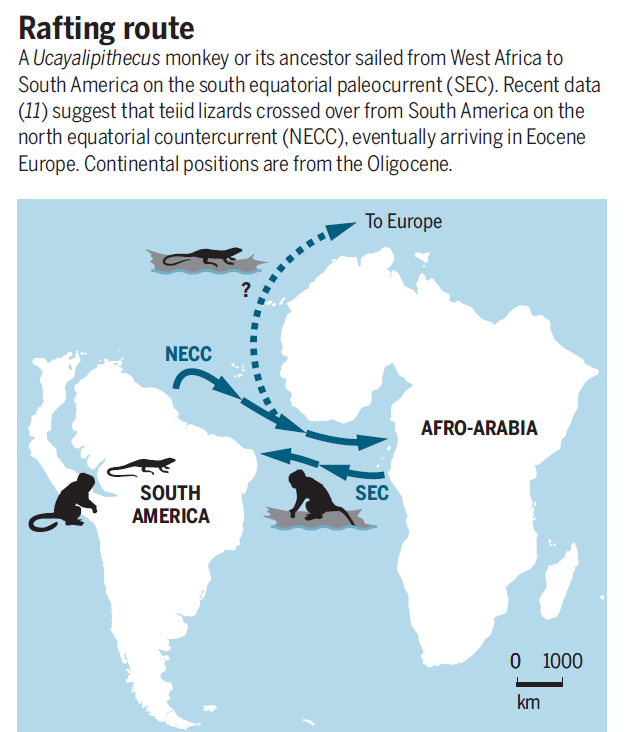 Rafting route
A Ucayalipithecus monkey or its ancestor sailed from West Africa to
South America on the south equatorial paleocurrent (SEC). Recent data
(11) suggest that teiid lizards crossed over from South America on the
north equatorial countercurrent (NECC), eventually arriving in Eocene
Europe. Continental positions are from the Oligocene.
To Europe
?
NECC
AFRO-ARABIA
SOUTH
AMERICA
SEC
0 1000
km